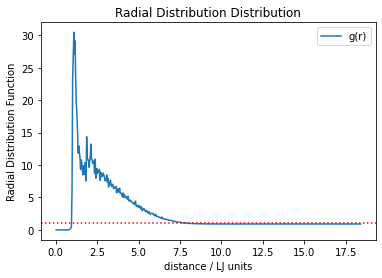 Radial Distribution Distribution
g(r)
Radial Distribution Function
30
25
20
15
10
5
0
0.0 2.5 5.0 7.5 10.0 12.5 15.0 17.5
distance / LJ units